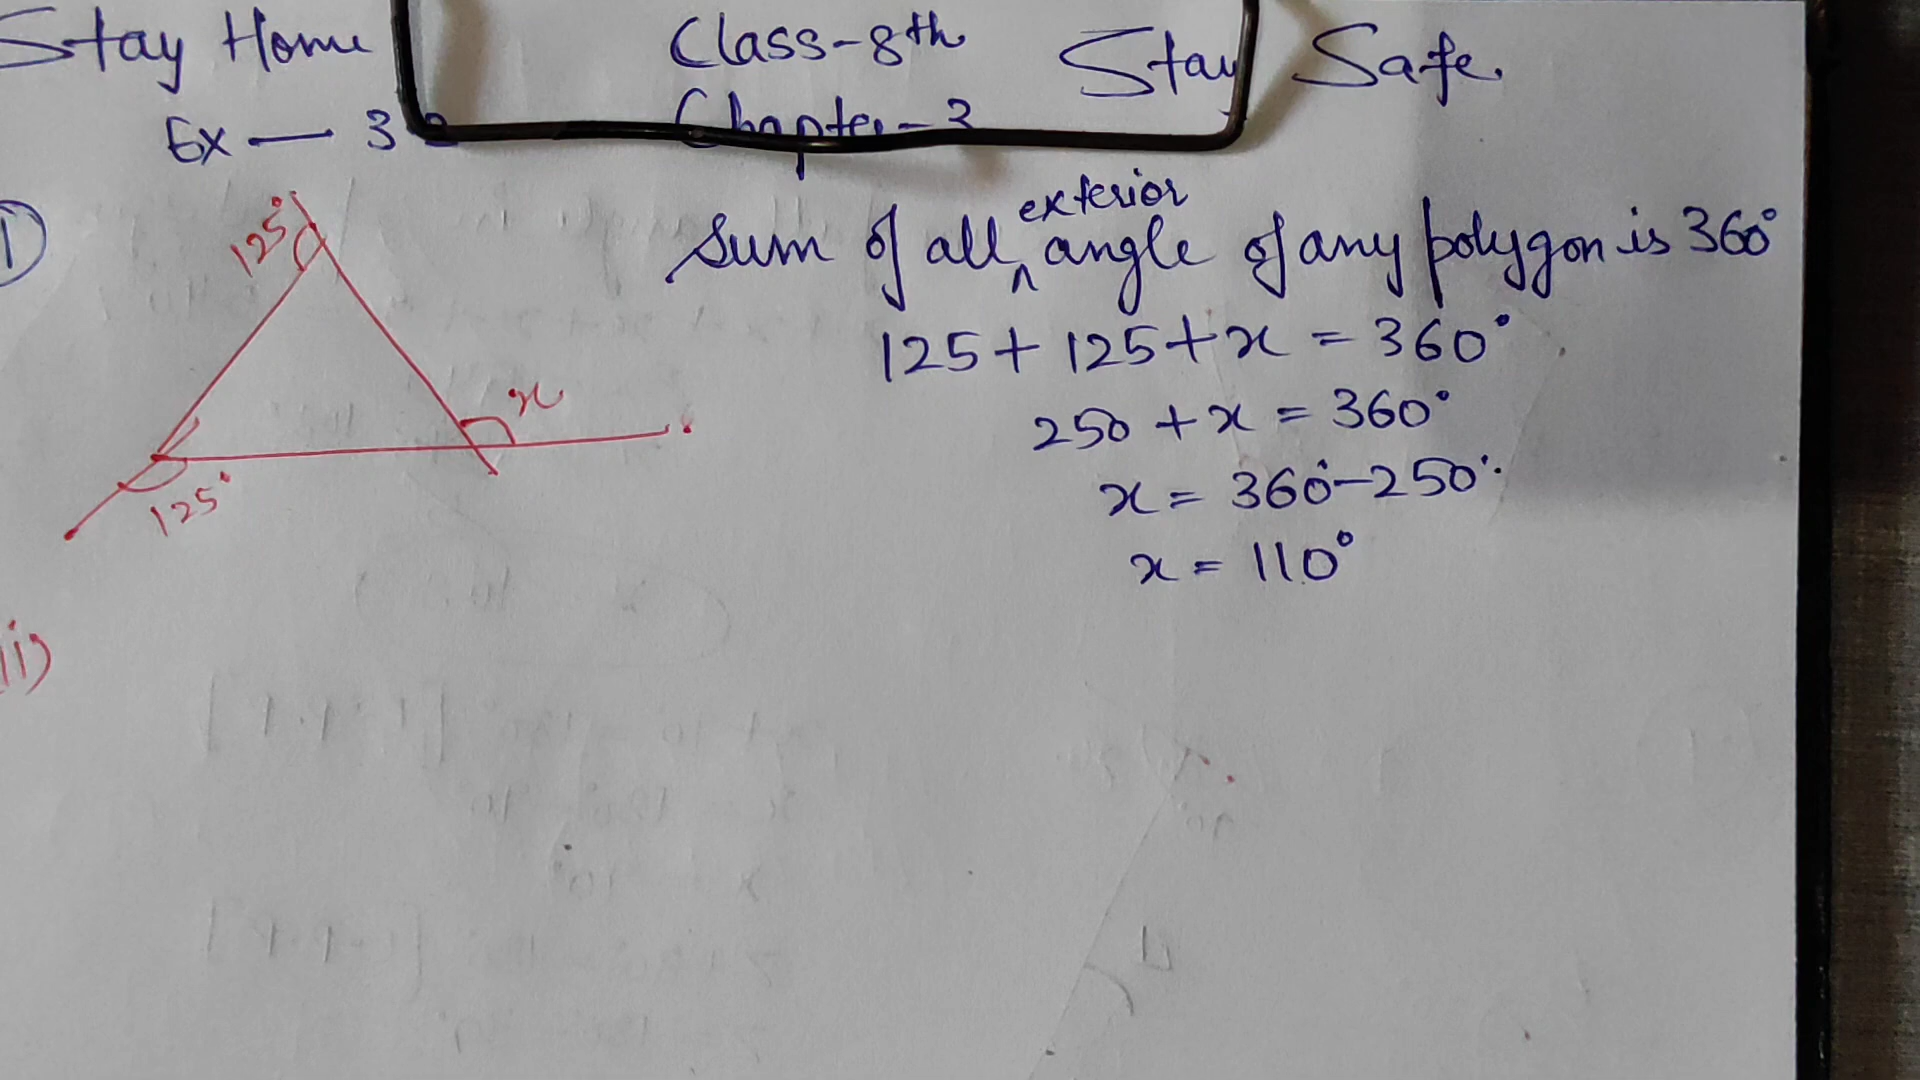 Stay Home
Class-8th
Stay Safe.
Ex — 3.2
Chapter-3
1)
125°
x
125°
Sum of all exterior angle of any polygon is 360°
125 + 125 + x = 360°
250 + x = 360°
x = 360° - 250°.
x = 110°
ii)